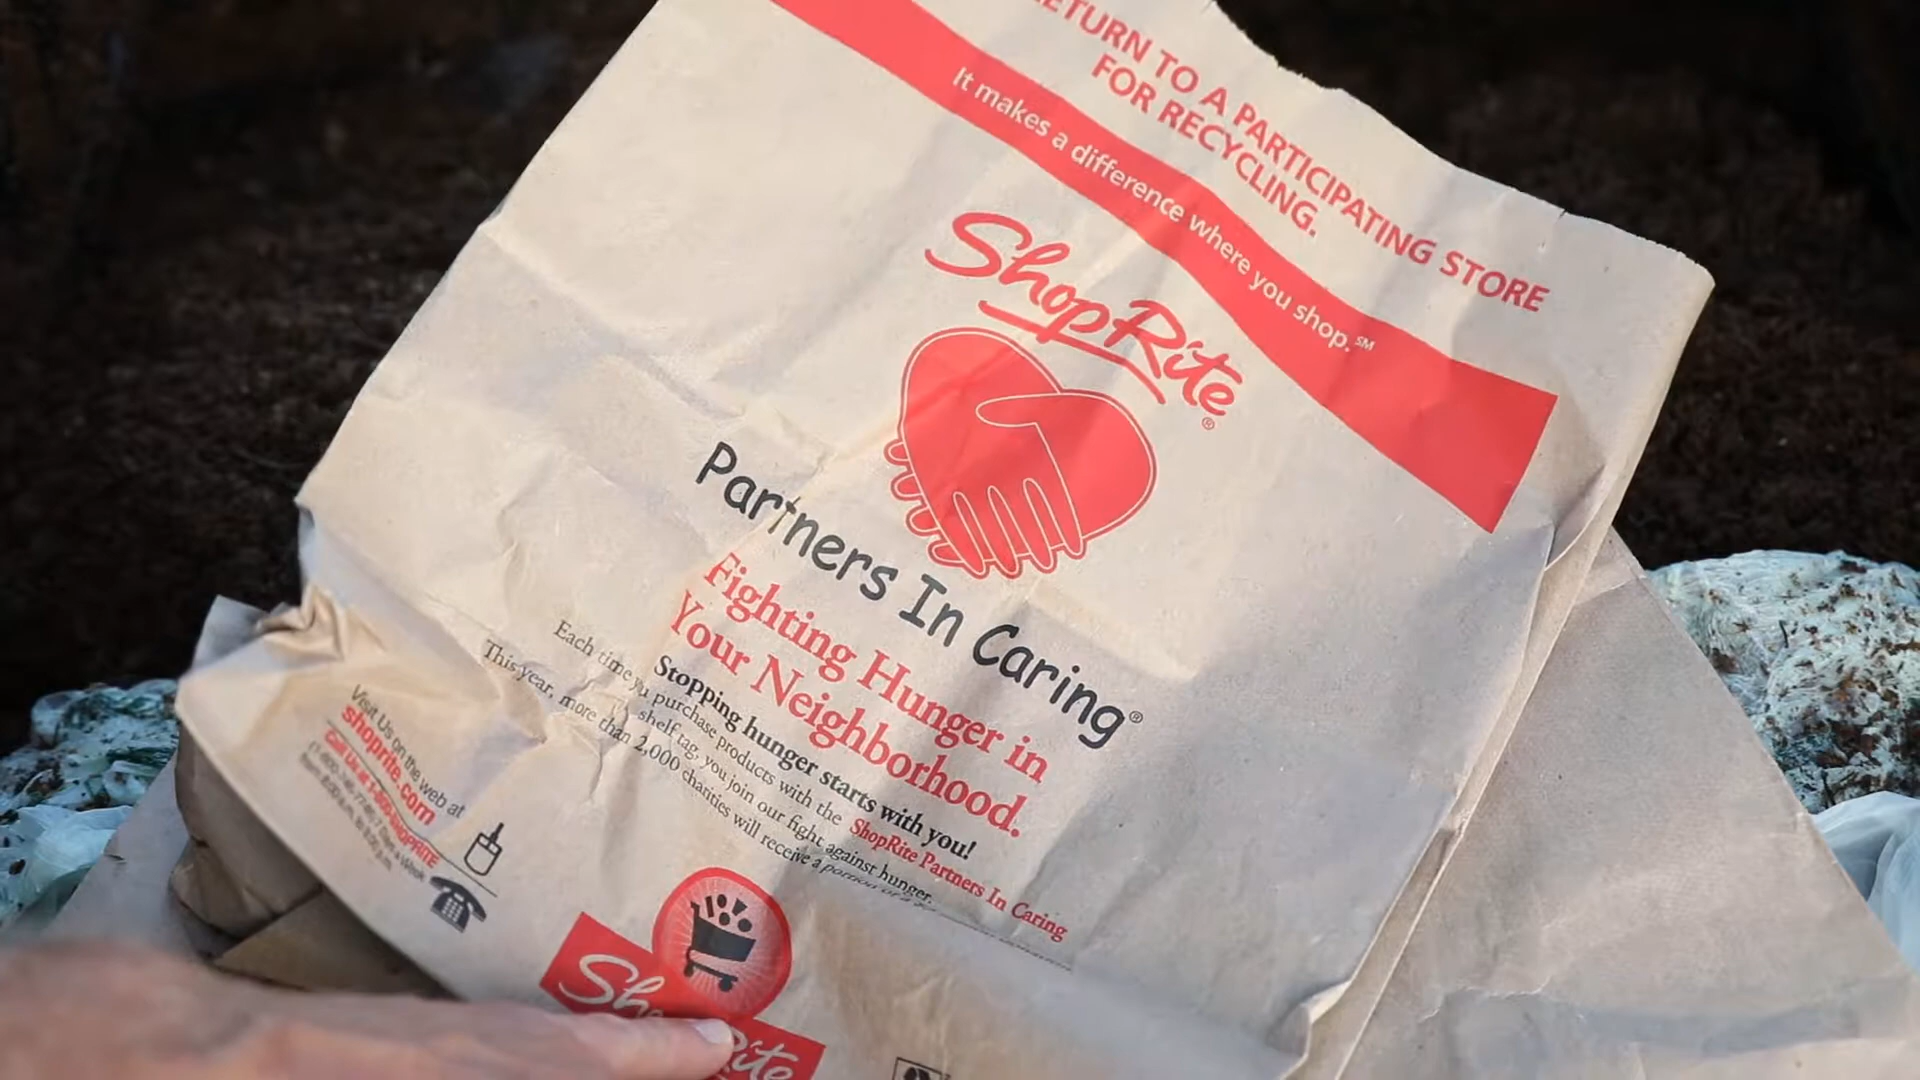 RETURN TO A PARTICIPATING STORE
FOR RECYCLING.
It makes a difference where you shop.℠
ShopRite®
Partners In Caring®
Fighting Hunger in
Your Neighborhood.
Stopping hunger starts with you!
Each time you purchase products with the ShopRite Partners In Caring
shelf tag, you join our fight against hunger.
This year, more than 2,000 charities will receive a portion of
Visit Us on the web at
shoprite.com
Call Us at 1-800-ShopRITE
ShopRite